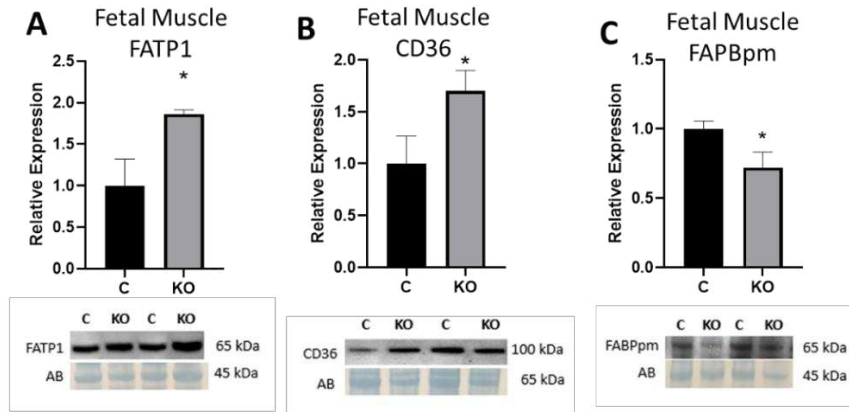 A
Fetal Muscle
FATP1
Relative Expression
2.5
2.0
1.5
1.0
0.5
0.0
*
C KO
C KO C KO
FATP1 65 kDa
AB 45 kDa
B
Fetal Muscle
CD36
Relative Expression
2.0
1.5
1.0
0.5
0.0
*
C KO
C KO C KO
CD36 100 kDa
AB 65 kDa
C
Fetal Muscle
FAPBpm
Relative Expression
1.5
1.0
0.5
0.0
*
C KO
C KO C KO
FABPpm 65 kDa
AB 45 kDa